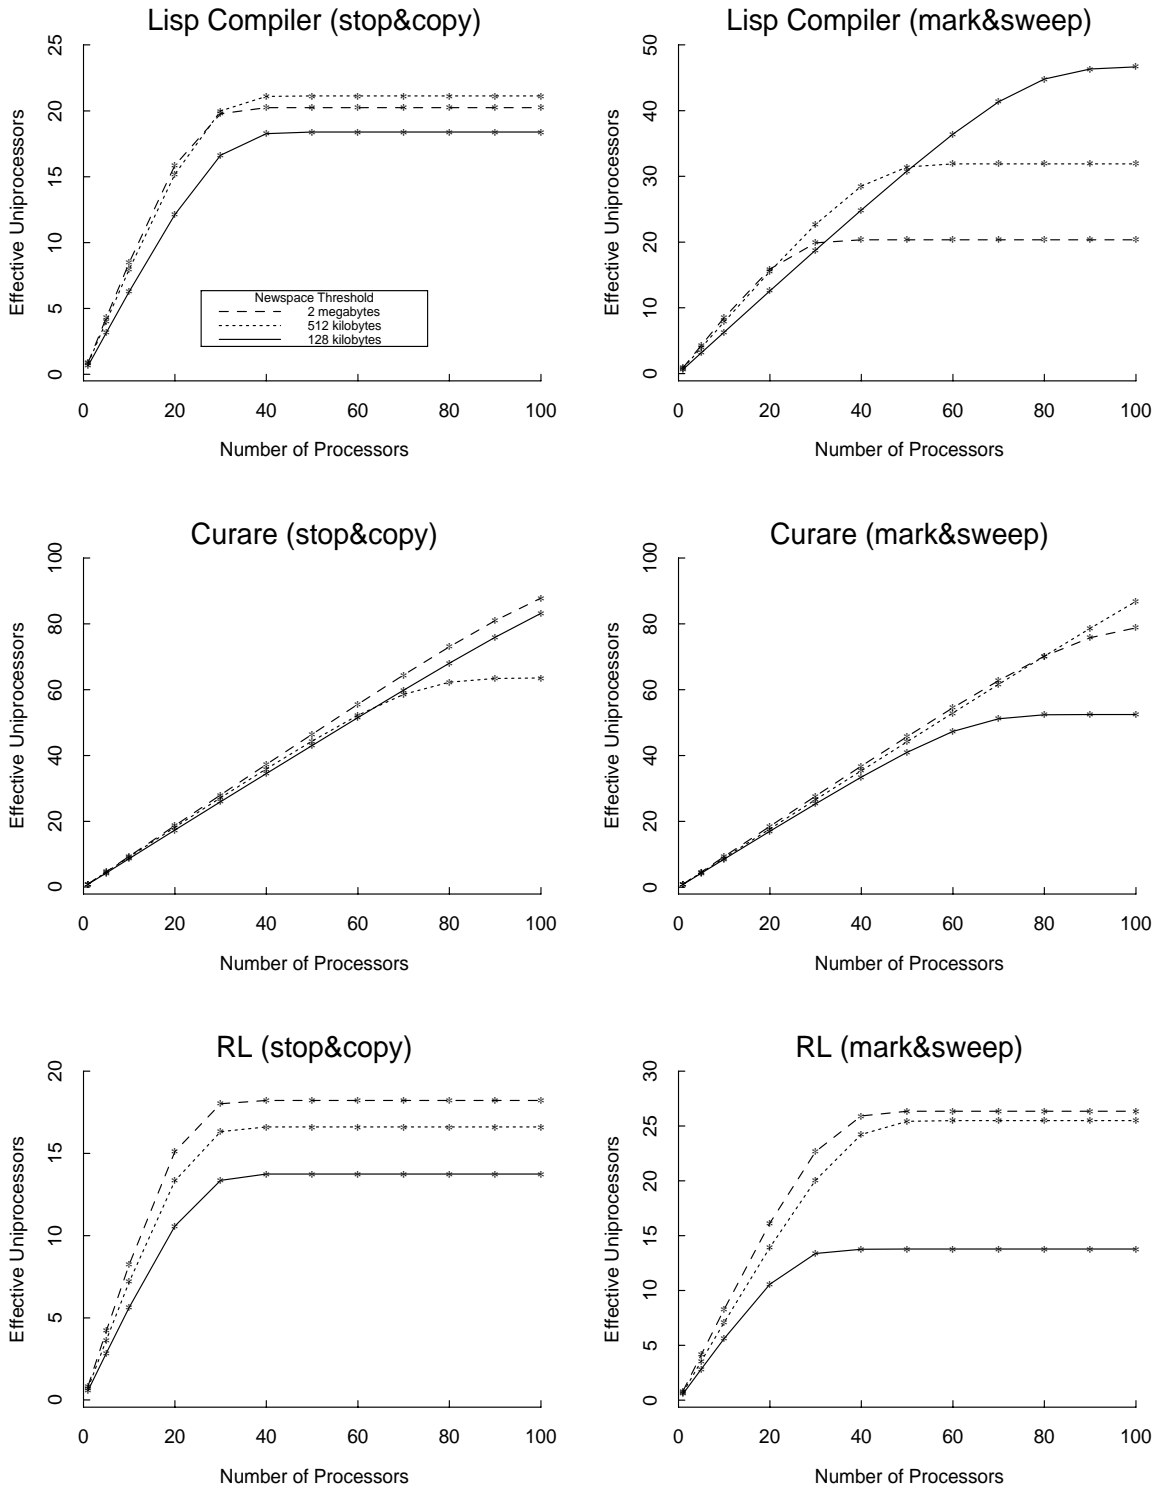 Lisp Compiler (stop&copy)
Effective Uniprocessors
0 5 10 15 20 25
Newspace Threshold
2 megabytes
512 kilobytes
128 kilobytes
0 20 40 60 80 100
Number of Processors
Lisp Compiler (mark&sweep)
Effective Uniprocessors
0 10 20 30 40 50
0 20 40 60 80 100
Number of Processors
Curare (stop&copy)
Effective Uniprocessors
0 20 40 60 80 100
0 20 40 60 80 100
Number of Processors
Curare (mark&sweep)
Effective Uniprocessors
0 20 40 60 80 100
0 20 40 60 80 100
Number of Processors
RL (stop&copy)
Effective Uniprocessors
0 5 10 15 20
0 20 40 60 80 100
Number of Processors
RL (mark&sweep)
Effective Uniprocessors
0 5 10 15 20 25 30
0 20 40 60 80 100
Number of Processors